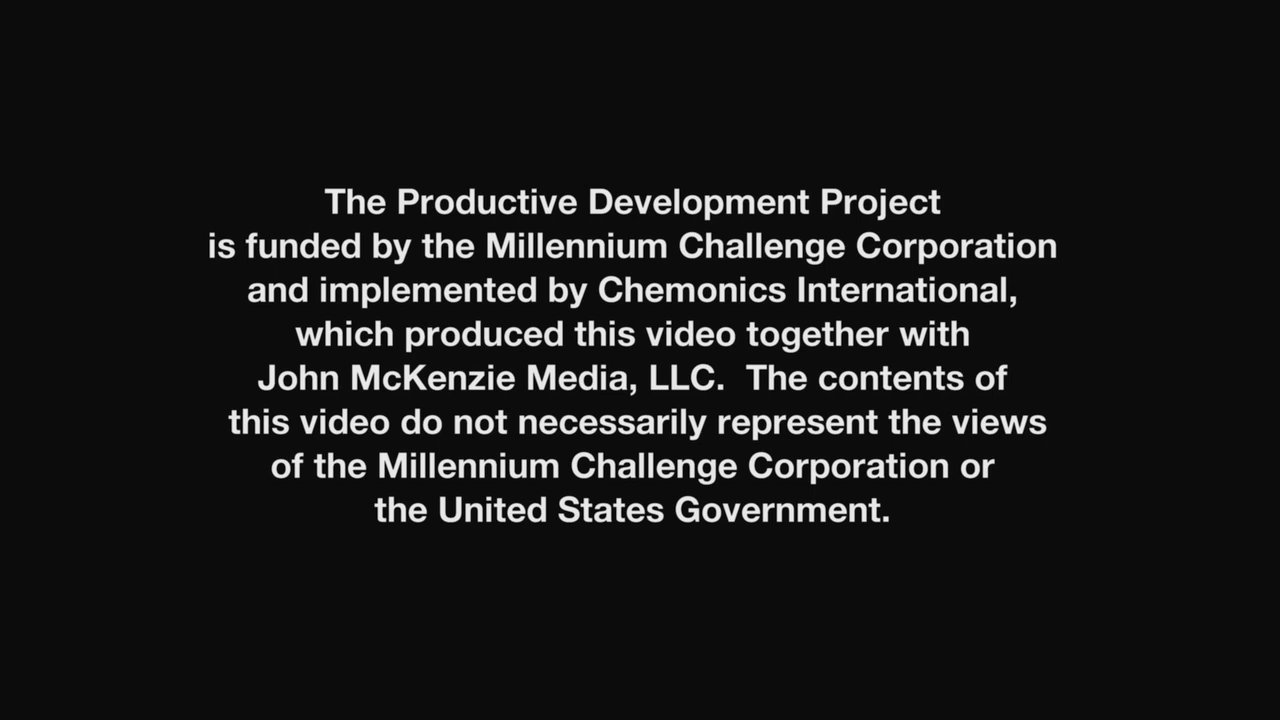 The Productive Development Project
is funded by the Millennium Challenge Corporation
and implemented by Chemonics International,
which produced this video together with
John McKenzie Media, LLC.  The contents of
this video do not necessarily represent the views
of the Millennium Challenge Corporation or
the United States Government.